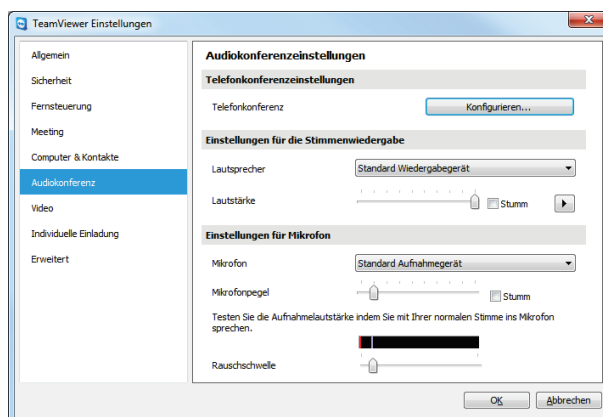 TeamViewer Einstellungen
Allgemein
Sicherheit
Fernsteuerung
Meeting
Computer & Kontakte
Audiokonferenz
Video
Individuelle Einladung
Erweitert
Audiokonferenzeinstellungen
Telefonkonferenzeinstellungen
Telefonkonferenz
Konfigurieren...
Einstellungen für die Stimmenwiedergabe
Lautsprecher
Standard Wiedergabegerät
Lautstärke
Stumm
Einstellungen für Mikrofon
Mikrofon
Standard Aufnahmegerät
Mikrofonpegel
Stumm
Testen Sie die Aufnahmelautstärke indem Sie mit Ihrer normalen Stimme ins Mikrofon
sprechen.
Rauschschwelle
OK
Abbrechen